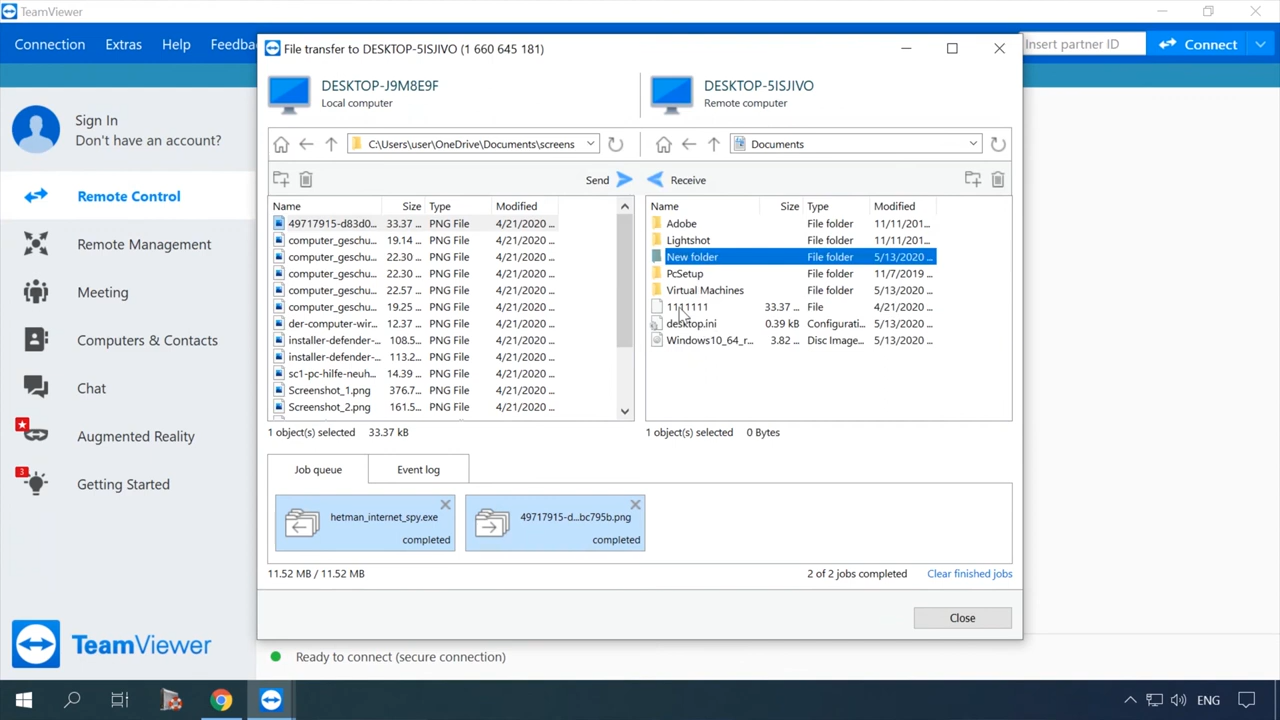 TeamViewer
Connection Extras Help Feedba
Insert partner ID Connect
Sign In
Don't have an account?
Remote Control
Remote Management
Meeting
Computers & Contacts
Chat
Augmented Reality
3
Getting Started
TeamViewer
File transfer to DESKTOP-5ISJIVO (1 660 645 181)
DESKTOP-J9M8E9F
Local computer
DESKTOP-5ISJIVO
Remote computer
C:\Users\user\OneDrive\Documents\screens
Documents
Send
Receive
Name Size Type Modified
49717915-d83d0... 33.37 ... PNG File 4/21/2020 ...
computer_geschu... 19.14 ... PNG File 4/21/2020 ...
computer_geschu... 22.30 ... PNG File 4/21/2020 ...
computer_geschu... 22.30 ... PNG File 4/21/2020 ...
computer_geschu... 22.57 ... PNG File 4/21/2020 ...
computer_geschu... 19.25 ... PNG File 4/21/2020 ...
der-computer-wir... 12.37 ... PNG File 4/21/2020 ...
installer-defender-... 108.5... PNG File 4/21/2020 ...
installer-defender-... 113.2... PNG File 4/21/2020 ...
sc1-pc-hilfe-neuh... 14.39 ... PNG File 4/21/2020 ...
Screenshot_1.png 376.7... PNG File 4/21/2020 ...
Screenshot_2.png 161.5... PNG File 4/21/2020 ...
1 object(s) selected 33.37 kB
Name Size Type Modified
Adobe File folder 11/11/201...
Lightshot File folder 11/11/201...
New folder File folder 5/13/2020 ...
PcSetup File folder 11/7/2019 ...
Virtual Machines File folder 5/13/2020 ...
1111111 33.37 ... File 4/21/2020 ...
desktop.ini 0.39 kB Configurati... 5/13/2020 ...
Windows10_64_r... 3.82 ... Disc Image... 5/13/2020 ...
1 object(s) selected 0 Bytes
Job queue Event log
hetman_internet_spy.exe
completed
49717915-d...bc795b.png
completed
11.52 MB / 11.52 MB
2 of 2 jobs completed Clear finished jobs
Close
Ready to connect (secure connection)
ENG